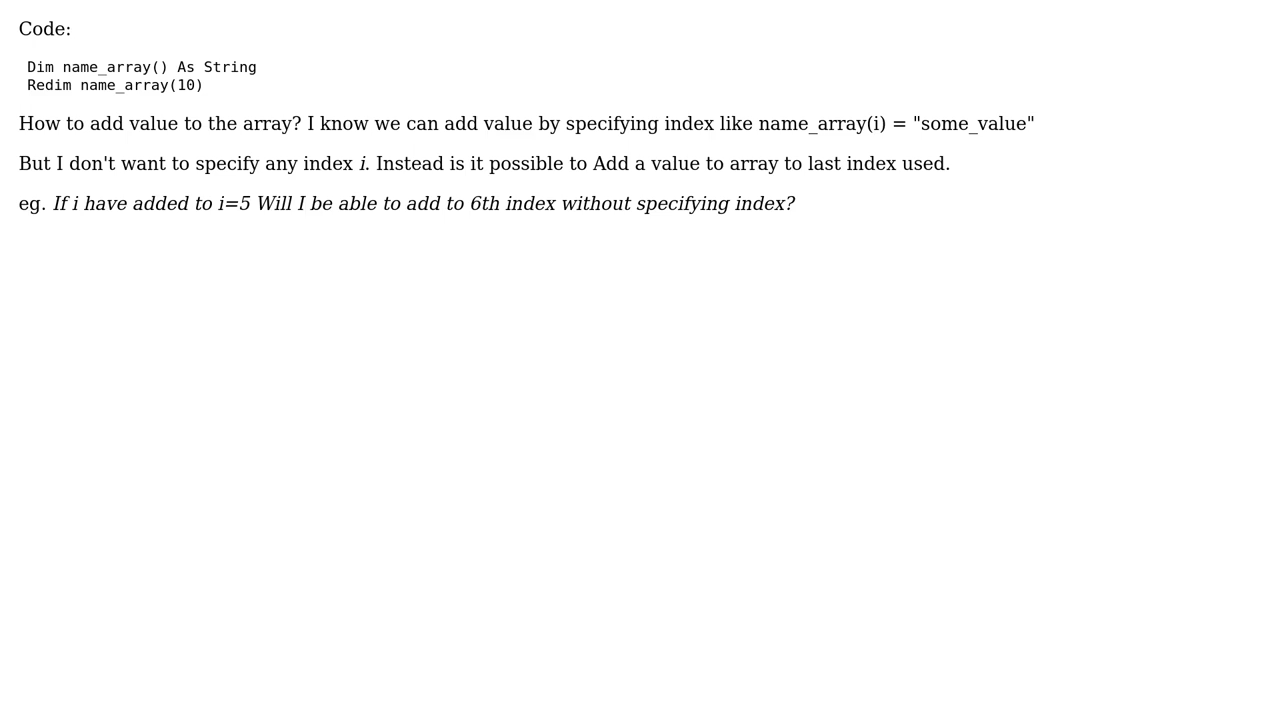 Code:
Dim name_array() As String
Redim name_array(10)
How to add value to the array? I know we can add value by specifying index like name_array(i) = "some_value"
But I don't want to specify any index i. Instead is it possible to Add a value to array to last index used.
eg. If i have added to i=5 Will I be able to add to 6th index without specifying index?